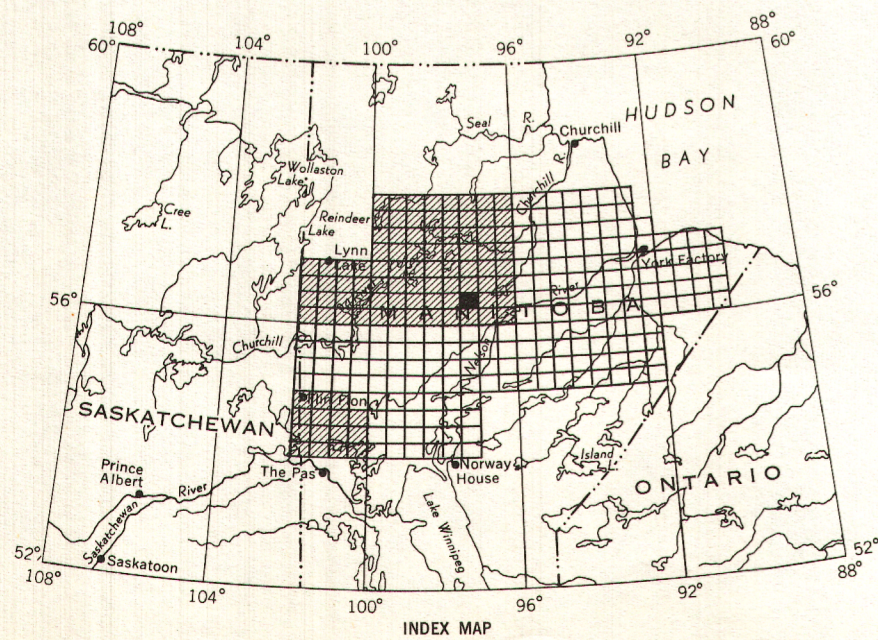 108°
104°
100°
96°
92°
88°
60°
60°
HUDSON
BAY
Seal R.
Churchill
Churchill R.
Wollaston
Lake
Cree
L.
Reindeer
Lake
Lynn
Lake
York Factory
River
56°
56°
MANITOBA
Churchill
Nelson
Flin Flon
SASKATCHEWAN
Prince
Albert
River
Saskatchewan
The Pas
Norway
House
Island
L.
ONTARIO
Lake Winnipeg
Saskatoon
52°
52°
108°
104°
100°
96°
92°
88°
INDEX MAP